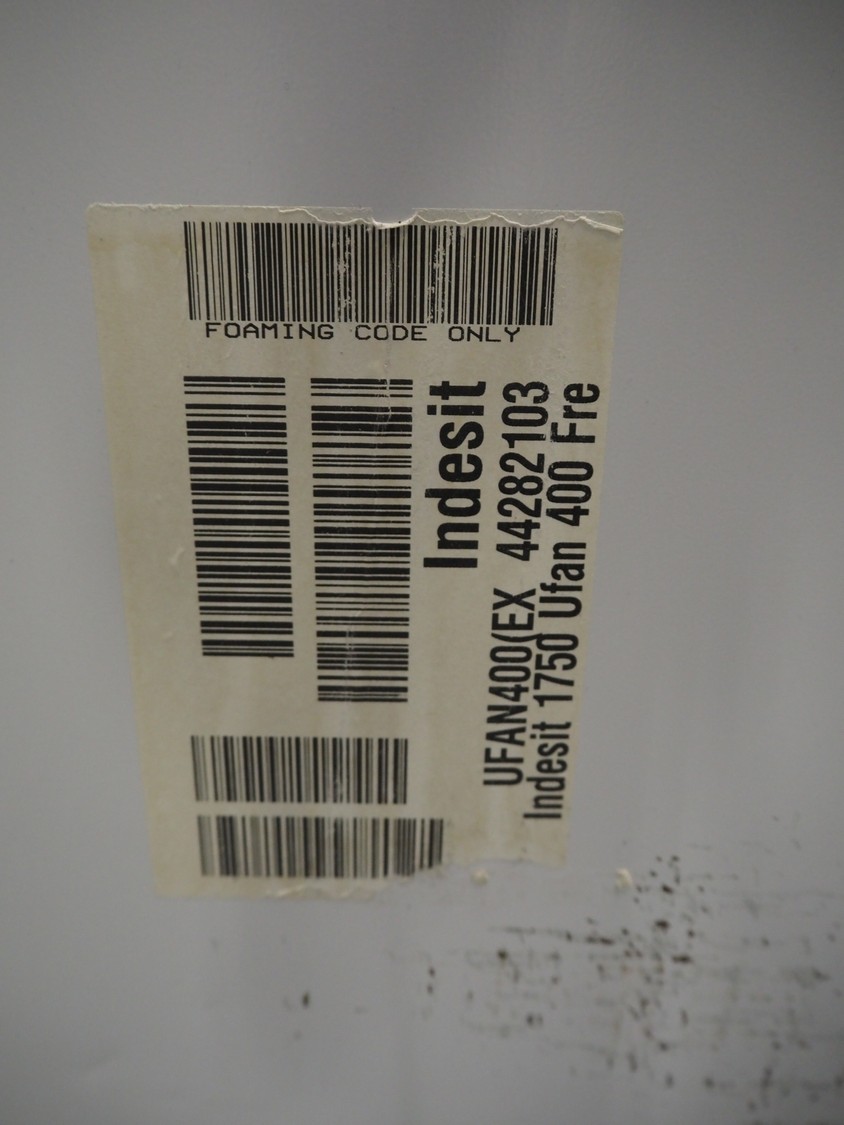 FOAMING CODE ONLY
Indesit
UFAN400(EX 44282103
Indesit 1750 Ufan 400 Fre